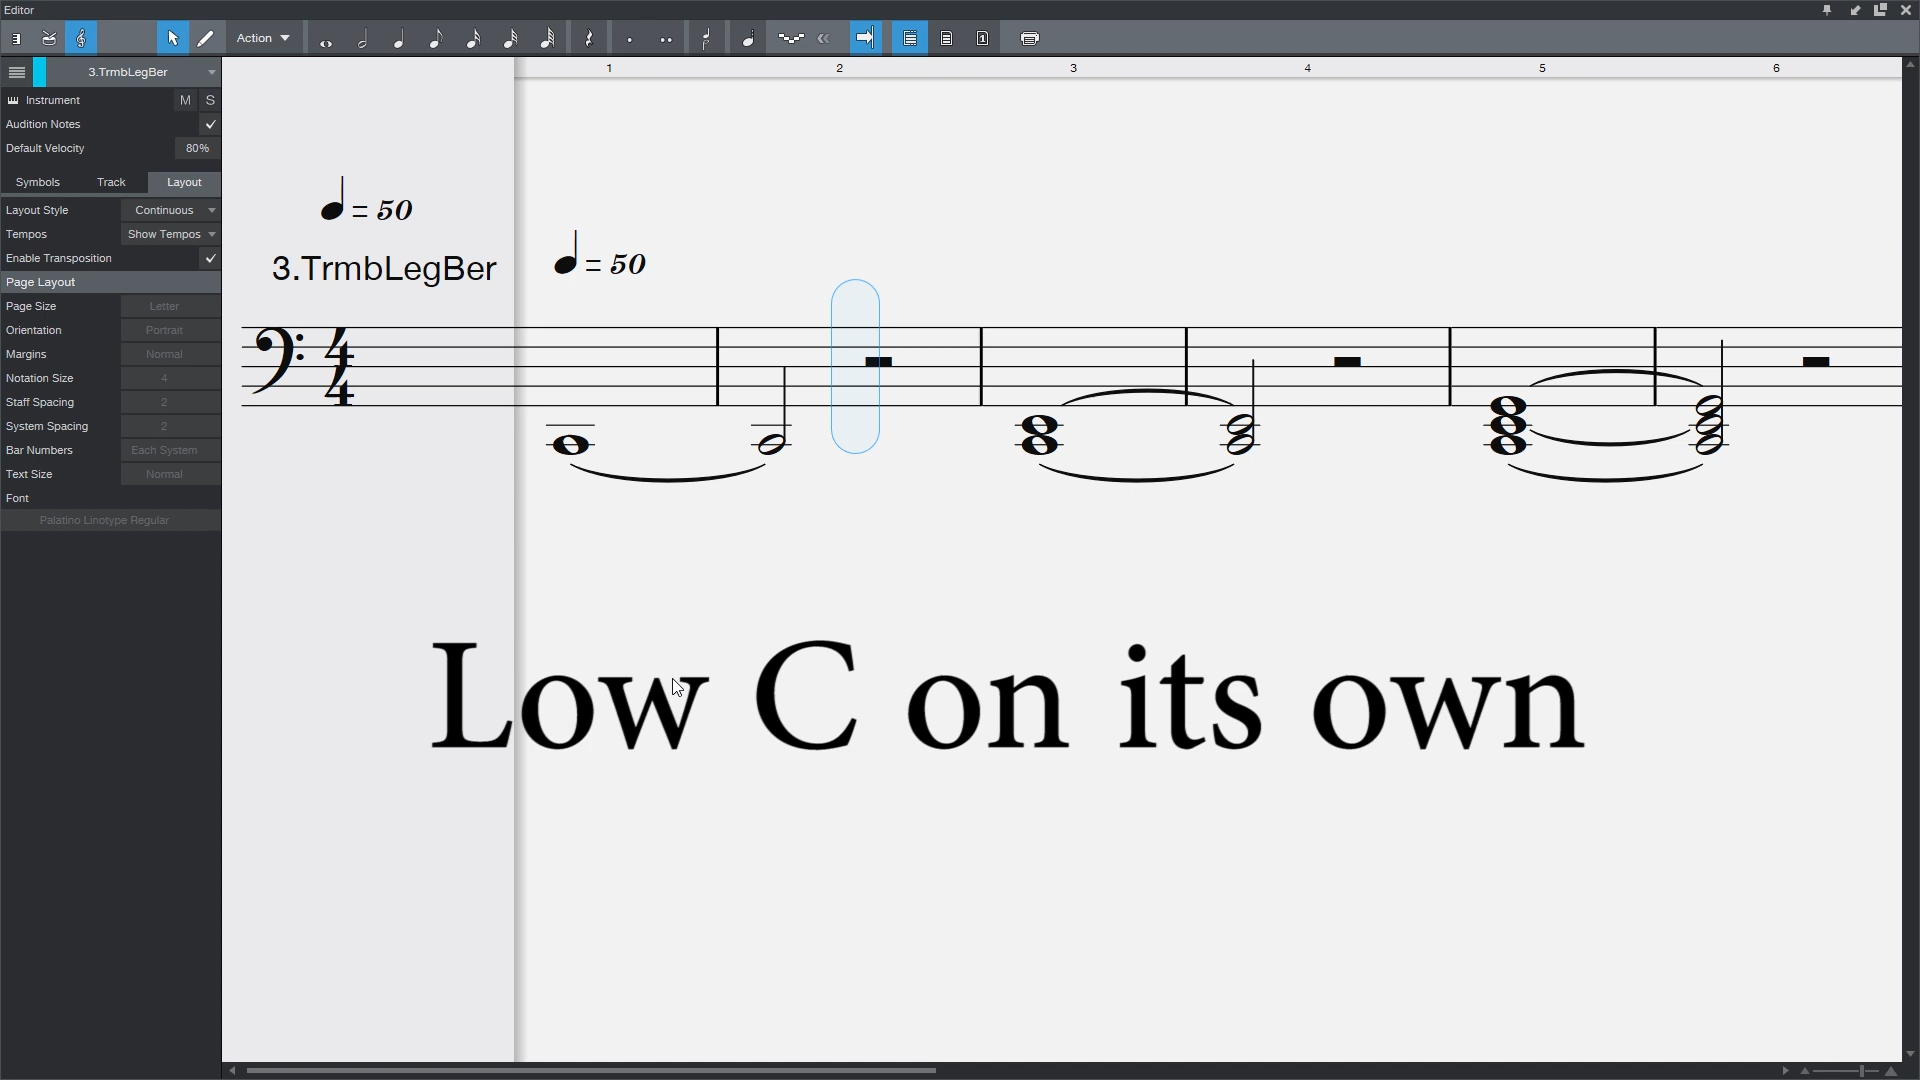 Editor
Action
3.TrmbLegBer
Instrument M S
Audition Notes
Default Velocity 80%
Symbols Track Layout
Layout Style Continuous
Tempos Show Tempos
Enable Transposition
Page Layout
Page Size Letter
Orientation Portrait
Margins Normal
Notation Size 4
Staff Spacing 2
System Spacing 2
Bar Numbers Each System
Text Size Normal
Font
Palatino Linotype Regular
1 2 3 4 5 6
= 50
3.TrmbLegBer
= 50
4
4
Low C on its own